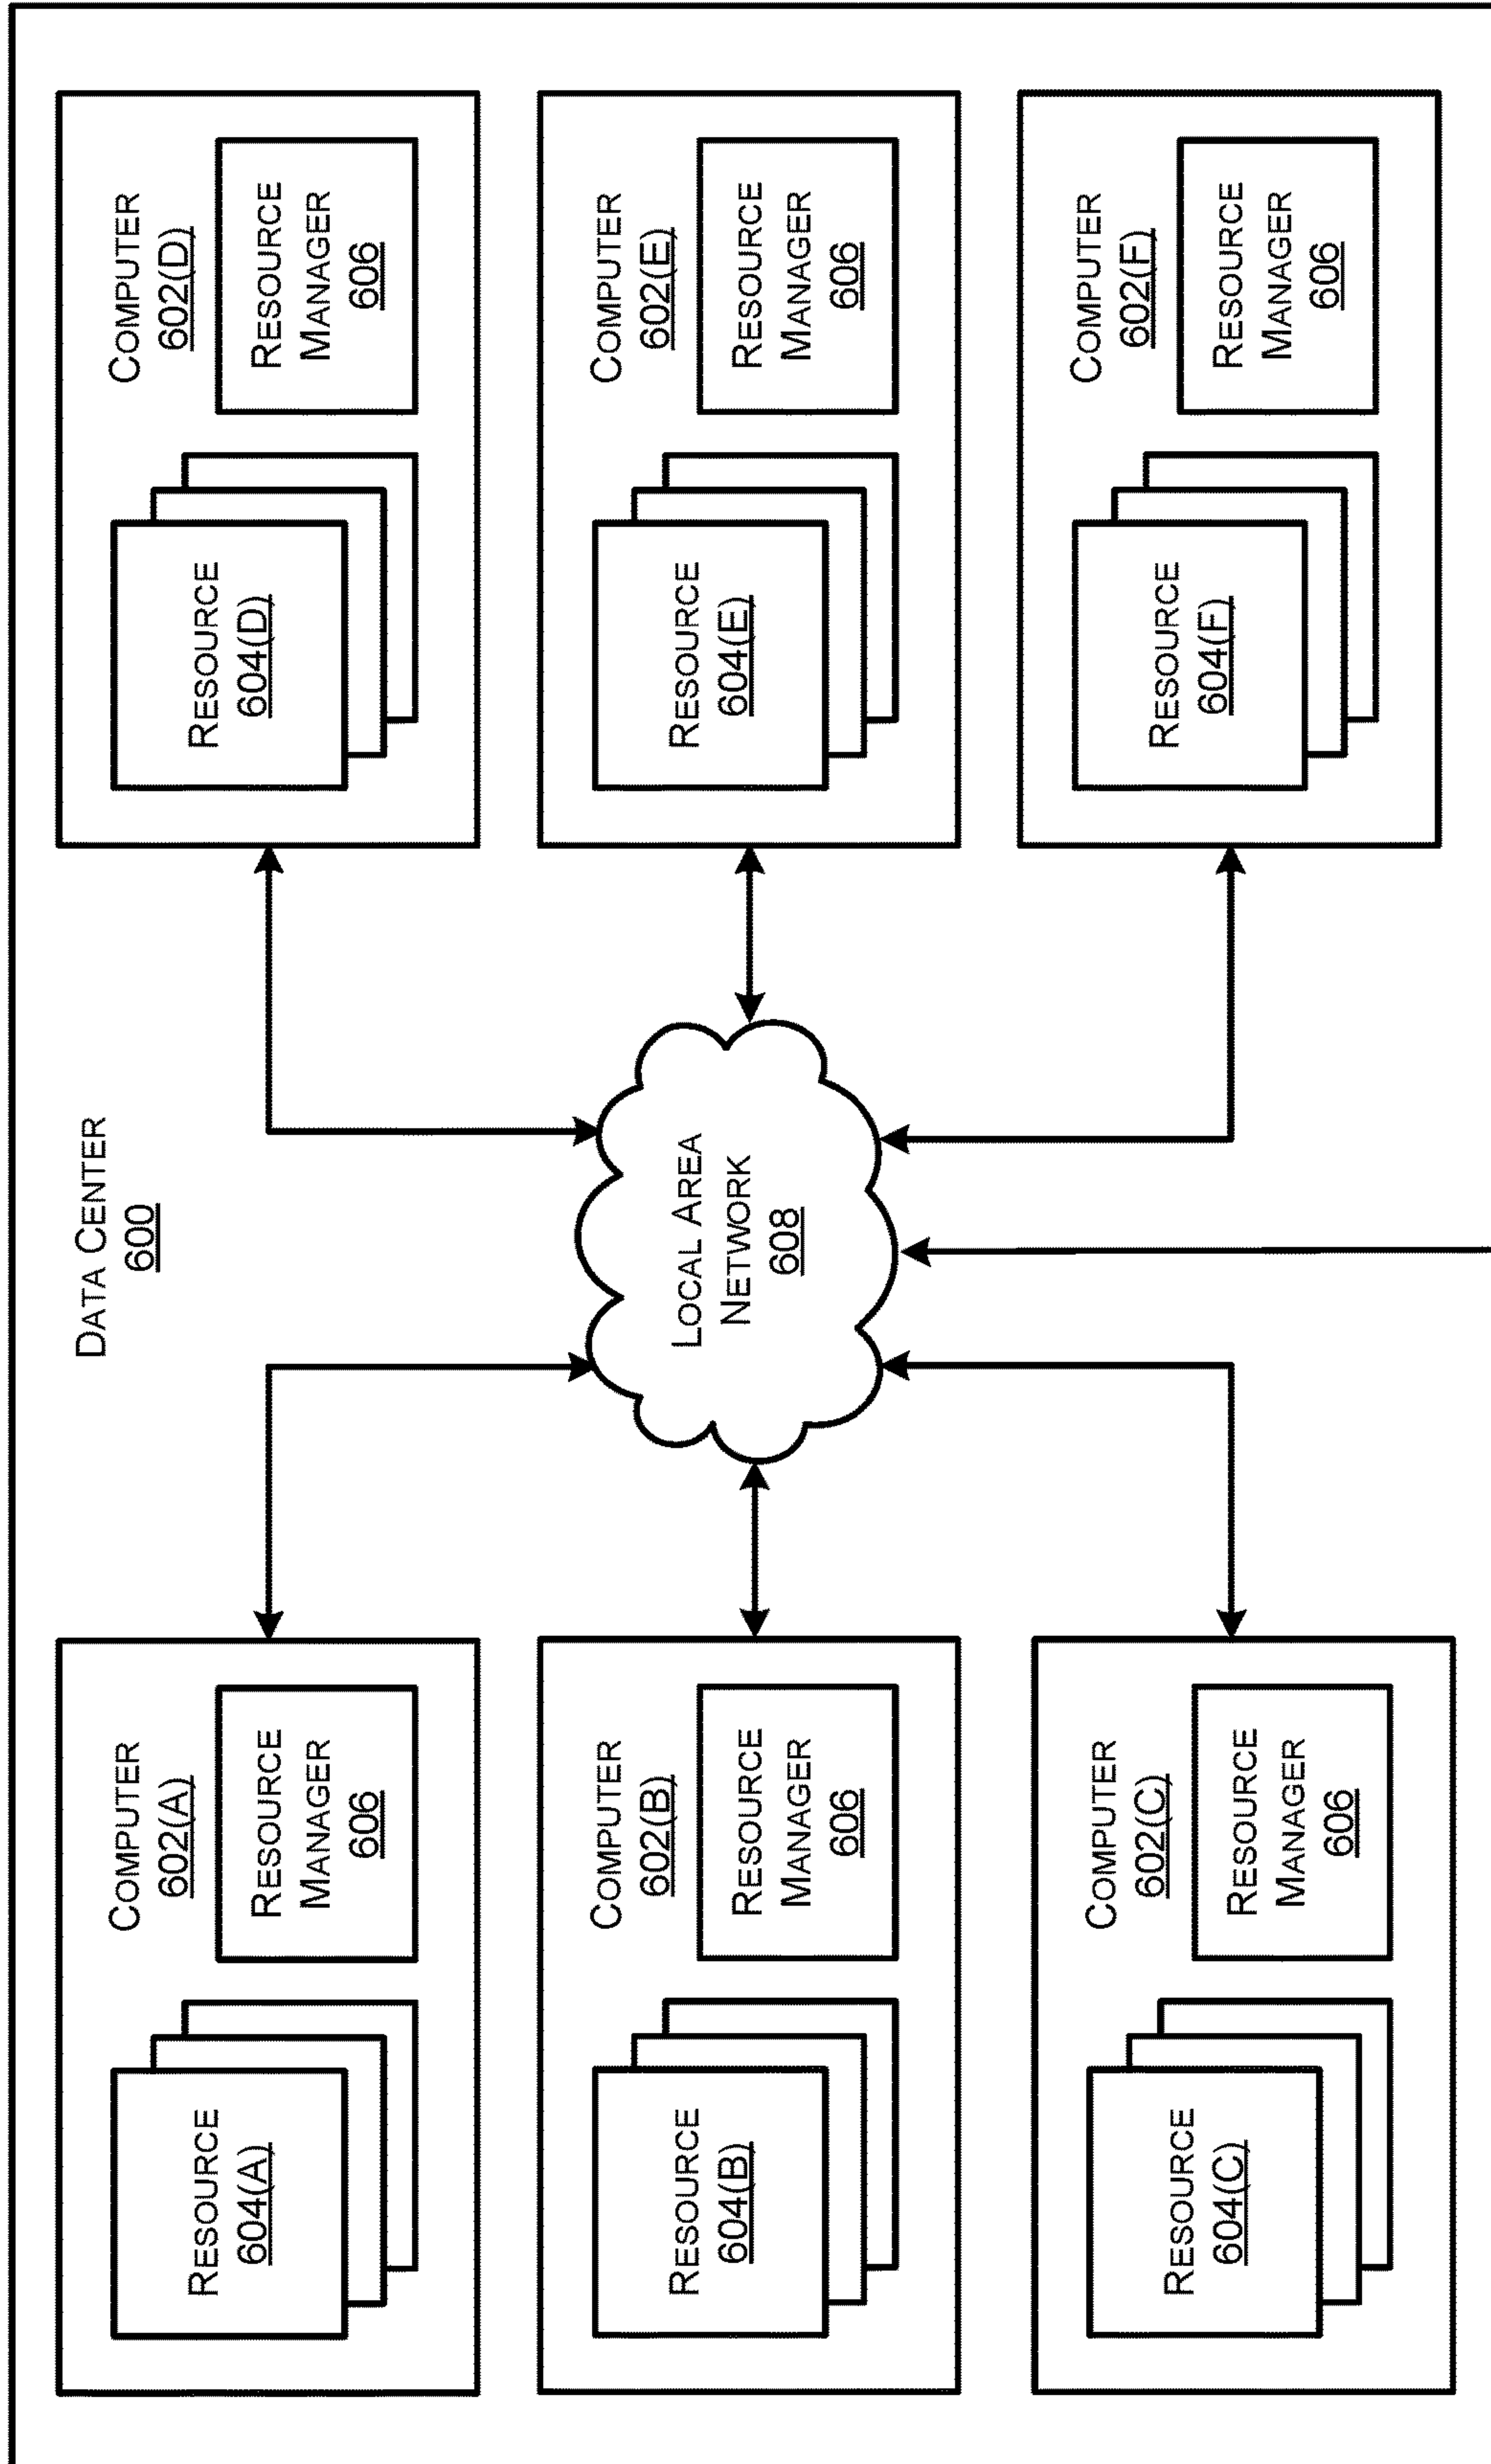 DATA CENTER
600
COMPUTER
602(A)
RESOURCE
604(A)
RESOURCE
MANAGER
606
COMPUTER
602(D)
RESOURCE
604(D)
RESOURCE
MANAGER
606
COMPUTER
602(B)
RESOURCE
604(B)
RESOURCE
MANAGER
606
LOCAL AREA
NETWORK
608
COMPUTER
602(E)
RESOURCE
604(E)
RESOURCE
MANAGER
606
COMPUTER
602(C)
RESOURCE
604(C)
RESOURCE
MANAGER
606
COMPUTER
602(F)
RESOURCE
604(F)
RESOURCE
MANAGER
606